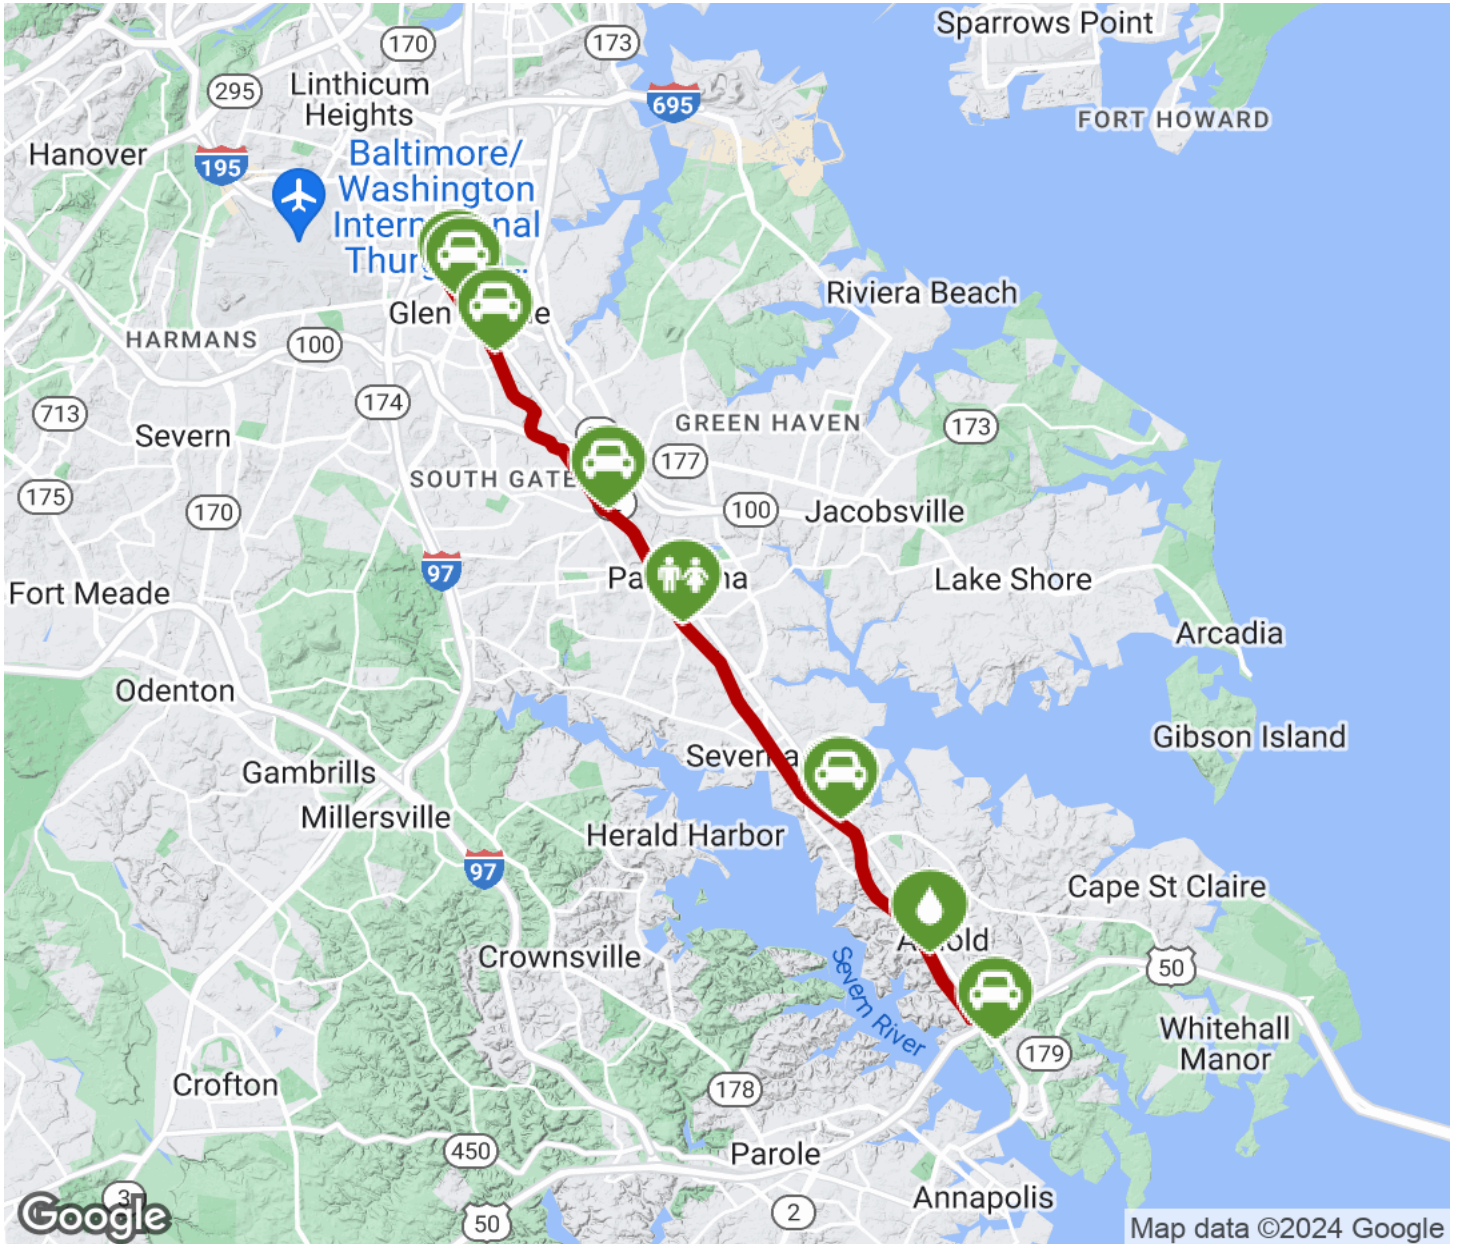 Sparrows Point
170
173
295
Linthicum
Heights
695
FORT HOWARD
Hanover
195
Baltimore/
Washington
Riviera Beach
Glen
HARMANS
100
174
713
GREEN HAVEN
173
Severn
177
SOUTH GATE
175
170
100
Jacobsville
97
Lake Shore
Fort Meade
Arcadia
Odenton
Gibson Island
Gambrills
Millersville
Herald Harbor
97
Cape St Claire
Crownsville
Severn River
50
Whitehall
Manor
179
Crofton
178
450
Parole
Annapolis
3
50
2
Google
Map data ©2024 Google